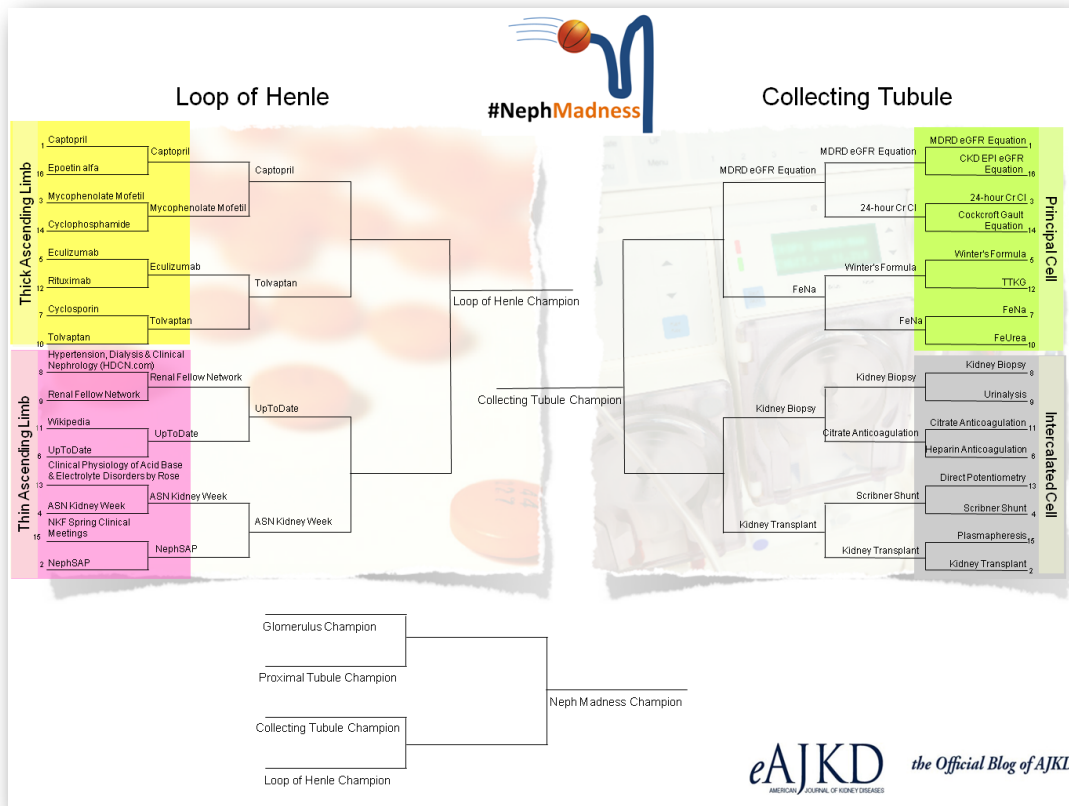 #NephMadness
Loop of Henle
Collecting Tubule
Thick Ascending Limb
1 Captopril
16 Epoetin alfa
3 Mycophenolate Mofetil
14 Cyclophosphamide
5 Eculizumab
12 Rituximab
7 Cyclosporin
10 Tolvaptan
Captopril
Mycophenolate Mofetil
Eculizumab
Tolvaptan
Captopril
Tolvaptan
Thin Ascending Limb
Hypertension, Dialysis & Clinical
8 Nephrology (HDCN.com)
9 Renal Fellow Network
11 Wikipedia
6 UpToDate
Clinical Physiology of Acid Base
13 & Electrolyte Disorders by Rose
4 ASN Kidney Week
NKF Spring Clinical
15 Meetings
2 NephSAP
Renal Fellow Network
UpToDate
ASN Kidney Week
NephSAP
UpToDate
ASN Kidney Week
Loop of Henle Champion
Collecting Tubule Champion
MDRD eGFR Equation
FeNa
MDRD eGFR Equation
24-hour Cr Cl
Winter's Formula
FeNa
MDRD eGFR Equation 1
CKD EPI eGFR
Equation 16
24-hour Cr Cl 3
Cockcroft Gault
Equation 14
Winter's Formula 5
TTKG 12
FeNa 7
FeUrea 10
Principal Cell
Kidney Biopsy
Kidney Transplant
Kidney Biopsy
Citrate Anticoagulation
Scribner Shunt
Kidney Transplant
Kidney Biopsy 8
Urinalysis 9
Citrate Anticoagulation 11
Heparin Anticoagulation 6
Direct Potentiometry 13
Scribner Shunt 4
Plasmapheresis 15
Kidney Transplant 2
Intercalated Cell
Glomerulus Champion
Proximal Tubule Champion
Collecting Tubule Champion
Loop of Henle Champion
Neph Madness Champion
eAJKD
AMERICAN JOURNAL OF KIDNEY DISEASES
the Official Blog of AJKD